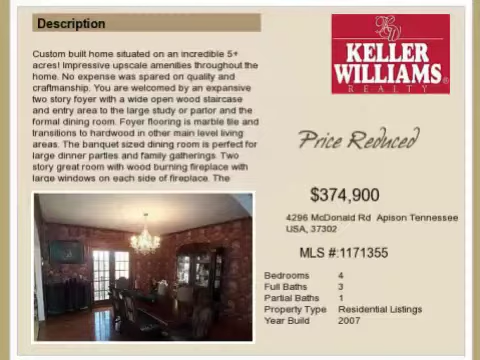 Description
Custom built home situated on an incredible 5+
acres! Impressive upscale amenities throughout the
home. No expense was spared on quality and
craftmanship. You are welcomed by an expansive
two story foyer with a wide open wood staircase
and entry area to the large study or parlor and the
formal dining room. Foyer flooring is marble tile and
transitions to hardwood in other main level living
areas. The banquet sized dining room is perfect for
large dinner parties and family gatherings. Two
story great room with wood burning fireplace with
large windows on each side of fireplace. The
KW
KELLER
WILLIAMS®
REALTY
Price Reduced
$374,900
4296 McDonald Rd Apison Tennessee
USA, 37302
MLS #:1171355
Bedrooms 4
Full Baths 3
Partial Baths 1
Property Type Residential Listings
Year Build 2007